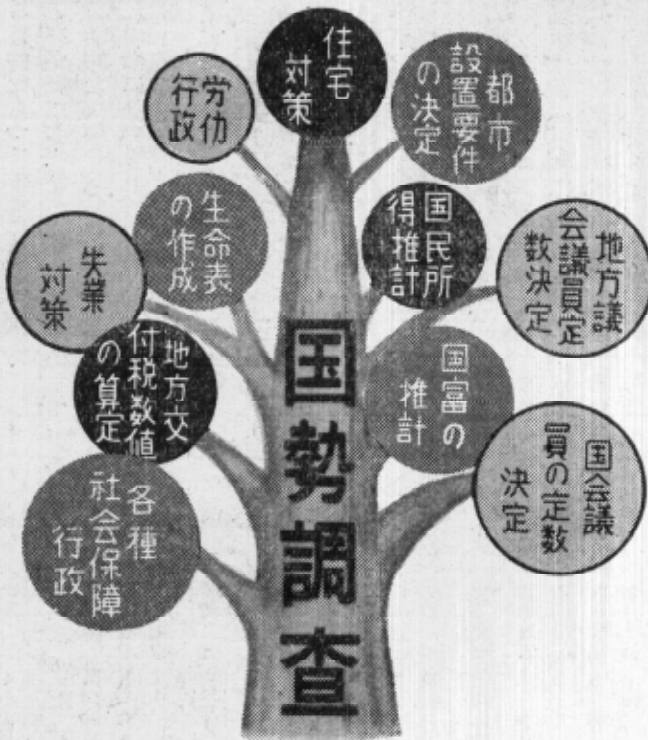 住宅
対策
都市
設置要件
の決定
労仂
行政
国民所
得推計
生命表
の作成
地方議
会議員定
数決定
失業
対策
国富の
推計
地方交
付税数値
の算定
国会議
員の定数
決定
各種
社会保障
行政
国勢調査